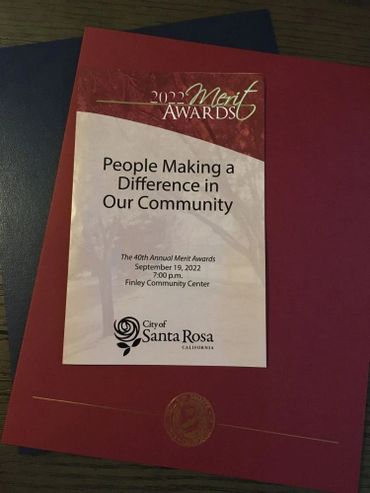 2022 Merit
AWARDS
People Making a
Difference in
Our Community
The 40th Annual Merit Awards
September 19, 2022
7:00 p.m.
Finley Community Center
City of
Santa Rosa
CALIFORNIA